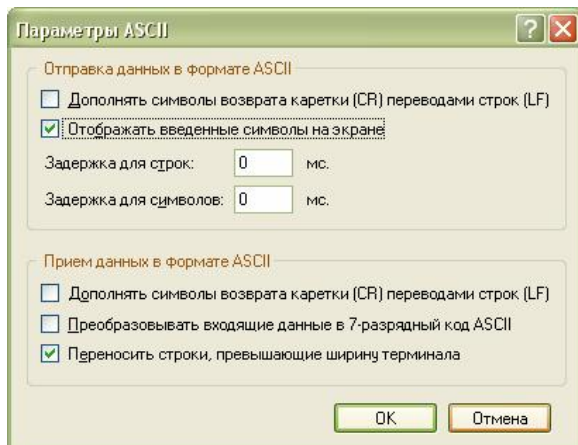 Параметры ASCII
Отправка данных в формате ASCII
Дополнять символы возврата каретки (CR) переводами строк (LF)
Отображать введенные символы на экране
Задержка для строк: 0 мс.
Задержка для символов: 0 мс.
Прием данных в формате ASCII
Дополнять символы возврата каретки (CR) переводами строк (LF)
Преобразовывать входящие данные в 7-разрядный код ASCII
Переносить строки, превышающие ширину терминала
OK Отмена